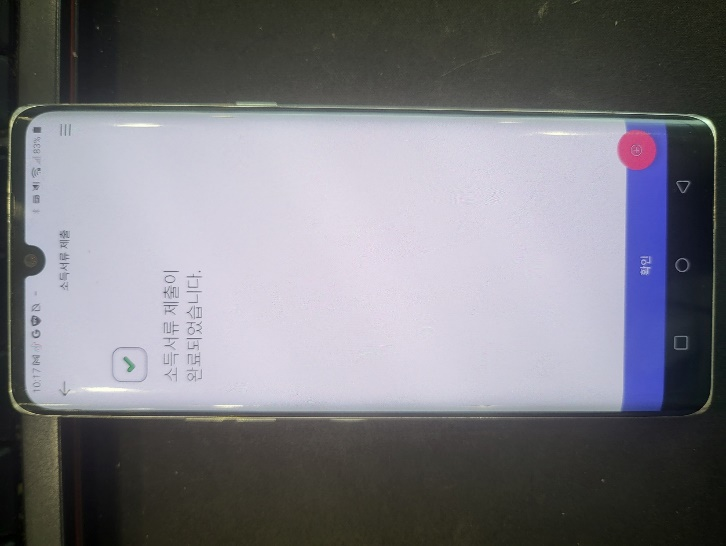 10:17
83%
소득서류 제출
소득서류 제출이
완료되었습니다.
확인